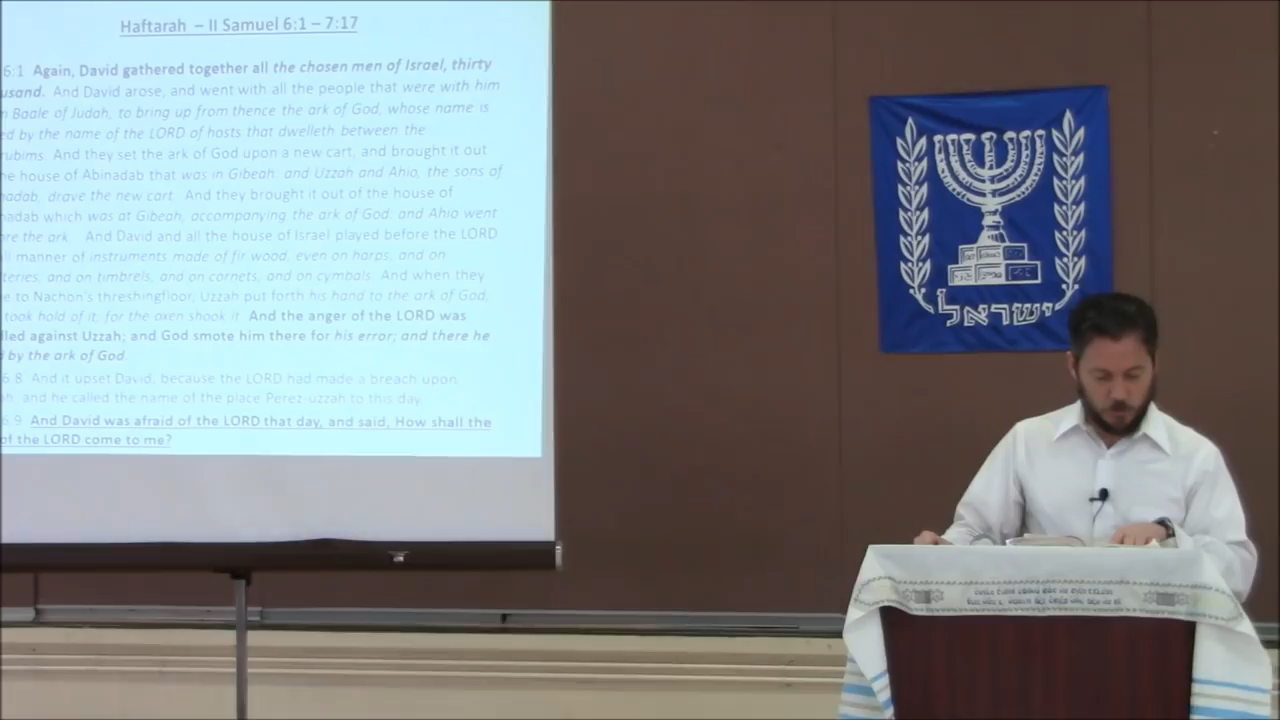 Haftarah – II Samuel 6:1 – 7:17
6:1 Again, David gathered together all the chosen men of Israel, thirty
usand. And David arose, and went with all the people that were with him
m Baale of Judah, to bring up from thence the ark of God, whose name is
ed by the name of the LORD of hosts that dwelleth between the
rubims. And they set the ark of God upon a new cart, and brought it out
he house of Abinadab that was in Gibeah: and Uzzah and Ahio, the sons of
nadab, drave the new cart. And they brought it out of the house of
nadab which was at Gibeah, accompanying the ark of God: and Ahio went
ore the ark. And David and all the house of Israel played before the LORD
ll manner of instruments made of fir wood, even on harps, and on
teries, and on timbrels, and on cornets, and on cimbals. And when they
e to Nachon's threshingfloor, Uzzah put forth his hand to the ark of God,
took hold of it; for the oxen shook it. And the anger of the LORD was
lled against Uzzah; and God smote him there for his error; and there he
d by the ark of God.
6:8 And it upset David, because the LORD had made a breach upon
ah: and he called the name of the place Perez-uzzah to this day.
6:9 And David was afraid of the LORD that day, and said, How shall the
of the LORD come to me?
ישראל